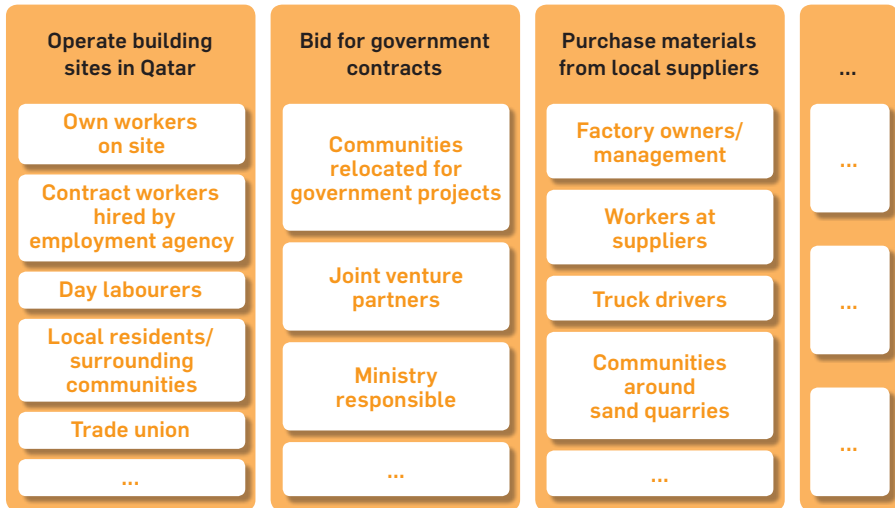 Operate building
sites in Qatar
Own workers
on site
Contract workers
hired by
employment agency
Day labourers
Local residents/
surrounding
communities
Trade union
...
Bid for government
contracts
Communities
relocated for
government projects
Joint venture
partners
Ministry
responsible
...
Purchase materials
from local suppliers
Factory owners/
management
Workers at
suppliers
Truck drivers
Communities
around
sand quarries
...
...
...
...
...